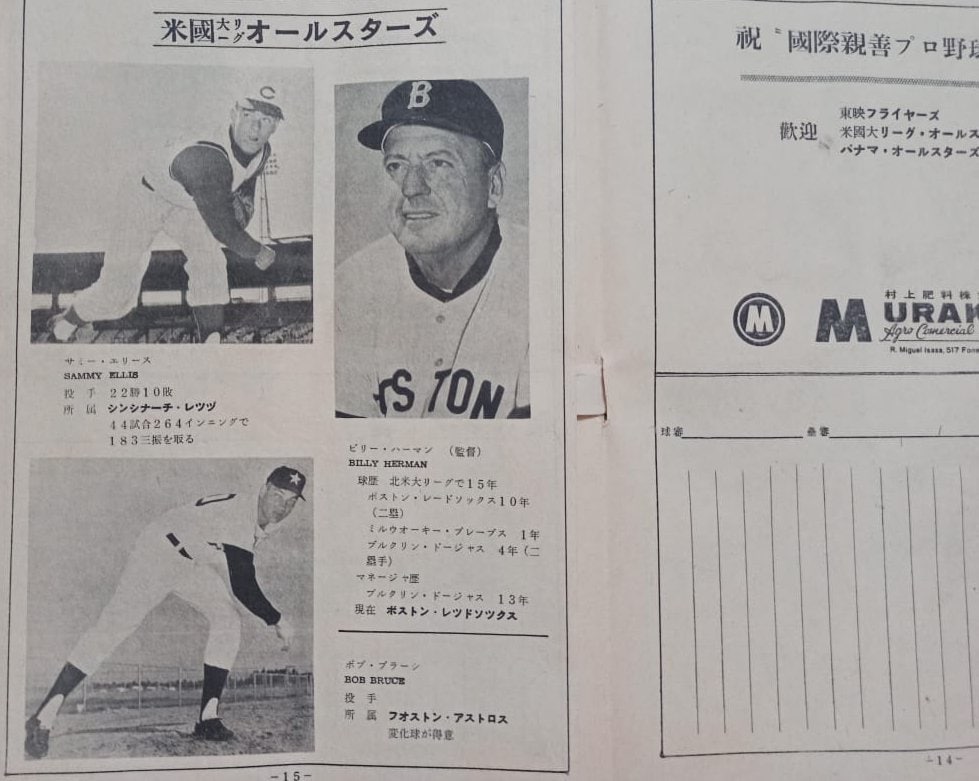 米國大リーグオールスターズ
C
サミー・エリース
SAMMY ELLIS
投手 22勝10敗
所属 シンシナーチ・レツヅ
44試合264インニングで
183三振を取る
B
STON
ビリー・ハーマン (監督)
BILLY HERMAN
球歴 北米大リーグで15年
ボストン・レードソックス10年
(二塁)
ミルウオーキー・ブレーブス 1年
ブルクリン・ドージャス 4年(二
塁手)
マネージャ歴
ブルクリン・ドージャス 13年
現在 ボストン・レツドソツクス
ボブ・ブラーシ
BOB BRUCE
投手
所属 フオストン・アストロス
変化球が得意
-15-
祝〝國際親善プロ野球
歡迎
東映フライヤーズ
米國大リーグ・オールス
パナマ・オールスターズ
M
村上肥料株
MURAK
Agro Comercial
R. Miguel Isasa, 517
球審 壘審
-14-